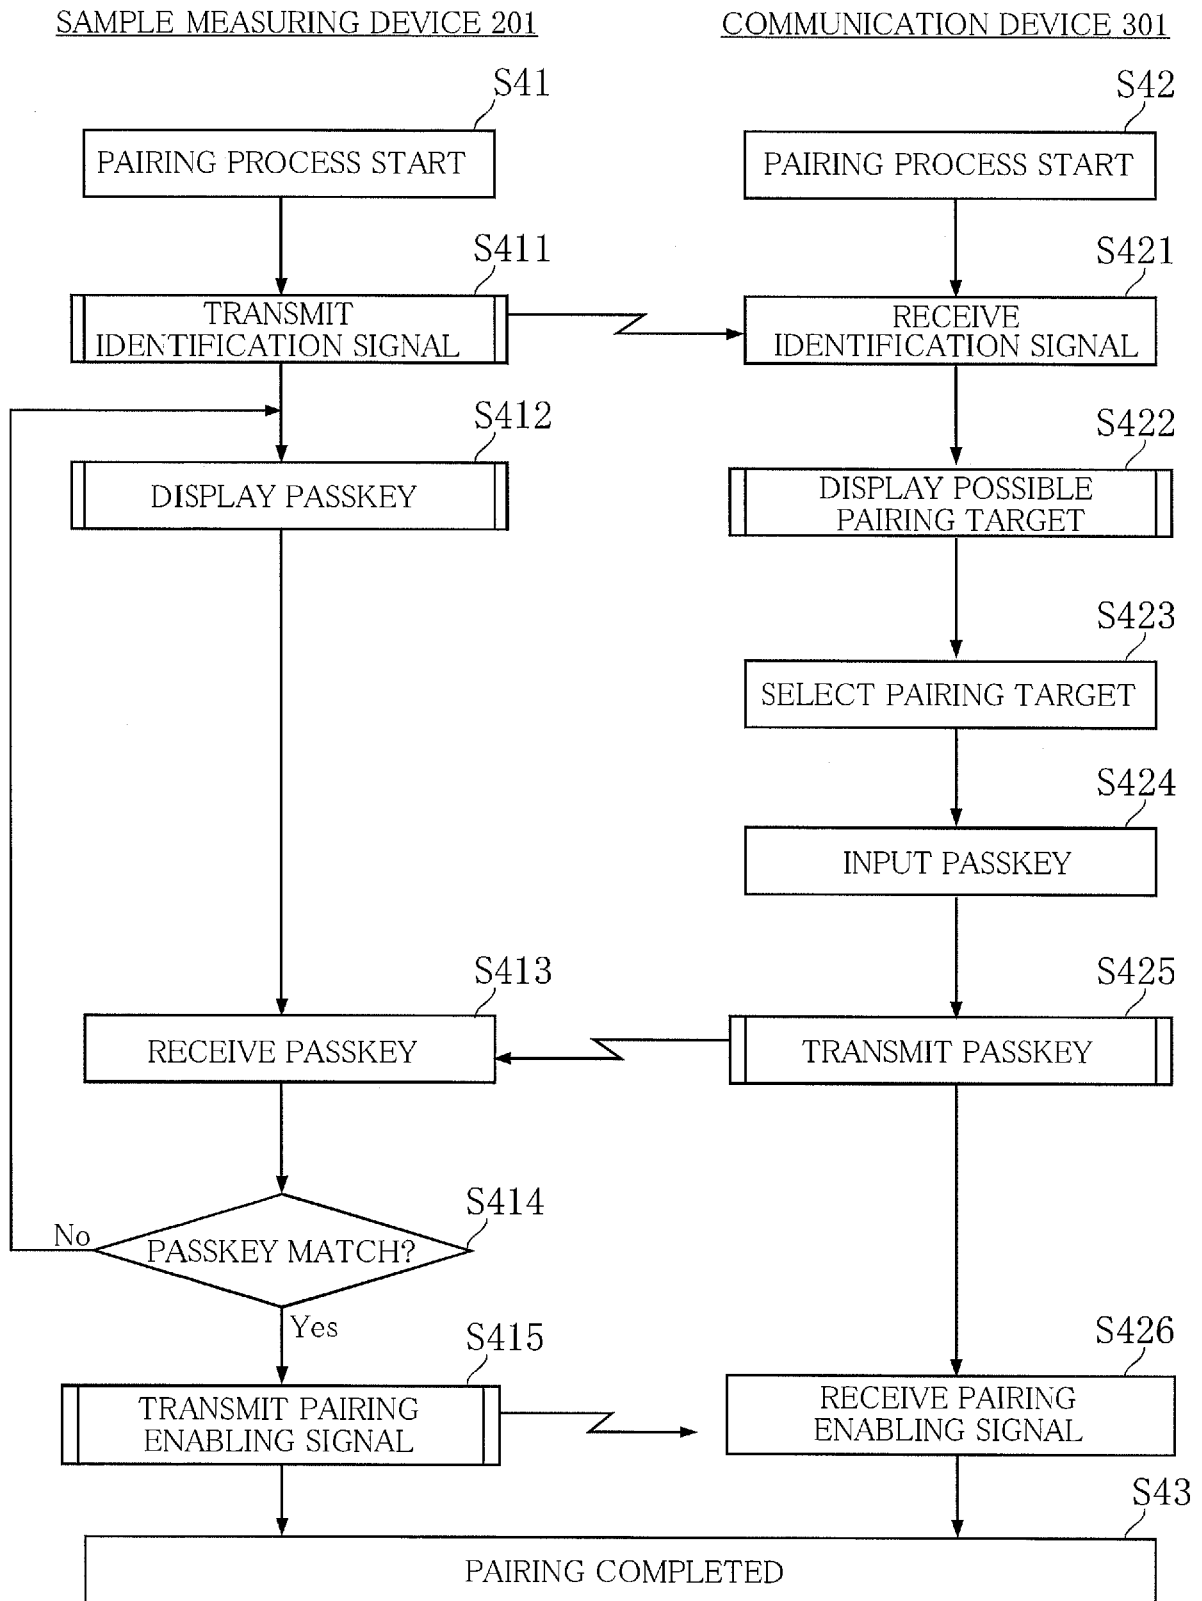 SAMPLE MEASURING DEVICE 201
COMMUNICATION DEVICE 301
S41
S42
PAIRING PROCESS START
PAIRING PROCESS START
S411
S421
TRANSMIT
IDENTIFICATION SIGNAL
RECEIVE
IDENTIFICATION SIGNAL
S412
S422
DISPLAY PASSKEY
DISPLAY POSSIBLE
PAIRING TARGET
S423
SELECT PAIRING TARGET
S424
INPUT PASSKEY
S413
S425
RECEIVE PASSKEY
TRANSMIT PASSKEY
S414
No
PASSKEY MATCH?
Yes
S415
S426
TRANSMIT PAIRING
ENABLING SIGNAL
RECEIVE PAIRING
ENABLING SIGNAL
S43
PAIRING COMPLETED